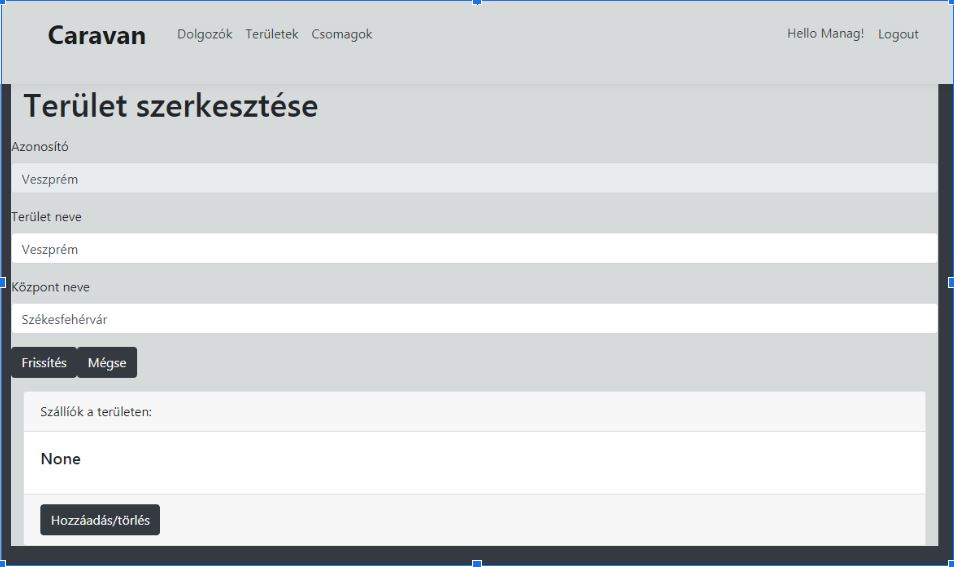 Caravan Dolgozók Területek Csomagok Hello Manag! Logout
Terület szerkesztése
Azonosító
Veszprém
Terület neve
Veszprém
Központ neve
Székesfehérvár
Frissítés Mégse
Szállíók a területen:
None
Hozzáadás/törlés